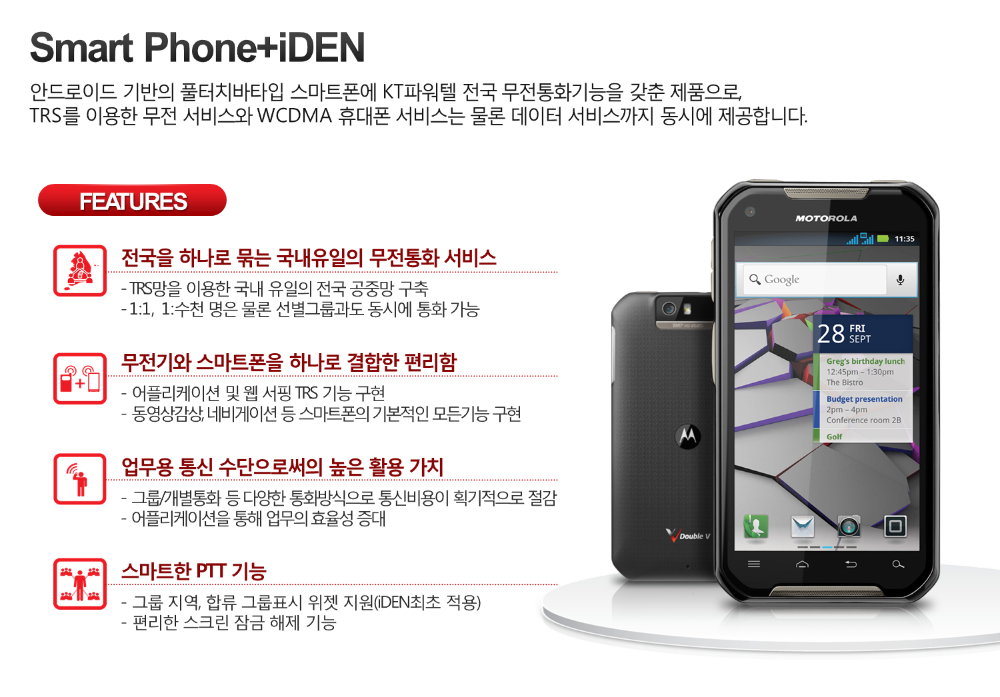 Smart Phone+iDEN
안드로이드 기반의 풀터치바타입 스마트폰에 KT파워텔 전국 무전통화기능을 갖춘 제품으로,
TRS를 이용한 무전 서비스와 WCDMA 휴대폰 서비스는 물론 데이터 서비스까지 동시에 제공합니다.
FEATURES
전국을 하나로 묶는 국내유일의 무전통화 서비스
- TRS망을 이용한 국내 유일의 전국 공중망 구축
- 1:1, 1:수천 명은 물론 선별그룹과도 동시에 통화 가능
무전기와 스마트폰을 하나로 결합한 편리함
- 어플리케이션 및 웹 서핑 TRS 기능 구현
- 동영상감상, 네비게이션 등 스마트폰의 기본적인 모든기능 구현
업무용 통신 수단으로써의 높은 활용 가치
- 그룹/개별통화 등 다양한 통화방식으로 통신비용이 획기적으로 절감
- 어플리케이션을 통해 업무의 효율성 증대
스마트한 PTT 기능
- 그룹 지역, 합류 그룹표시 위젯 지원(iDEN최초 적용)
- 편리한 스크린 잠금 해제 기능
MOTOROLA
11:35
Google
28 FRI
SEPT
Greg's birthday lunch
12:45pm – 1:30pm
The Bistro
Budget presentation
2pm – 4pm
Conference room 2B
Golf
Double V